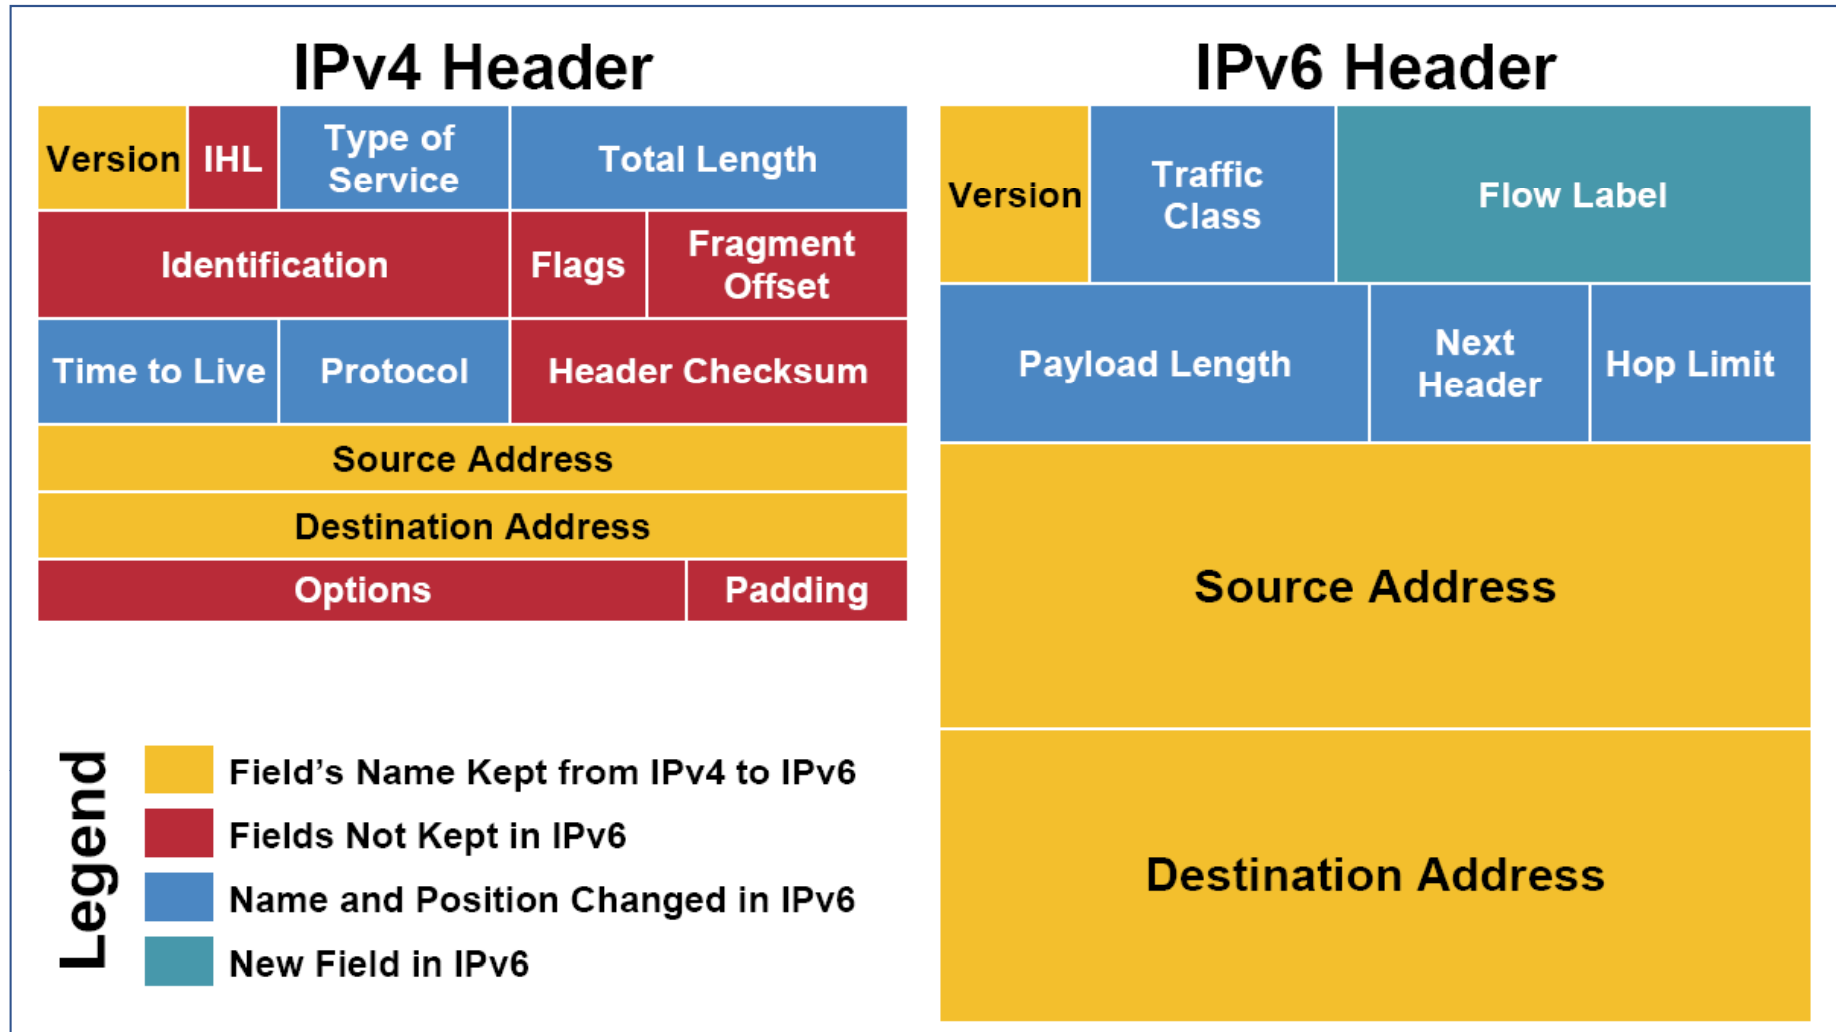 IPv4 Header
Version
IHL
Type of
Service
Total Length
Identification
Flags
Fragment
Offset
Time to Live
Protocol
Header Checksum
Source Address
Destination Address
Options
Padding
Legend
Field's Name Kept from IPv4 to IPv6
Fields Not Kept in IPv6
Name and Position Changed in IPv6
New Field in IPv6
IPv6 Header
Version
Traffic
Class
Flow Label
Payload Length
Next
Header
Hop Limit
Source Address
Destination Address